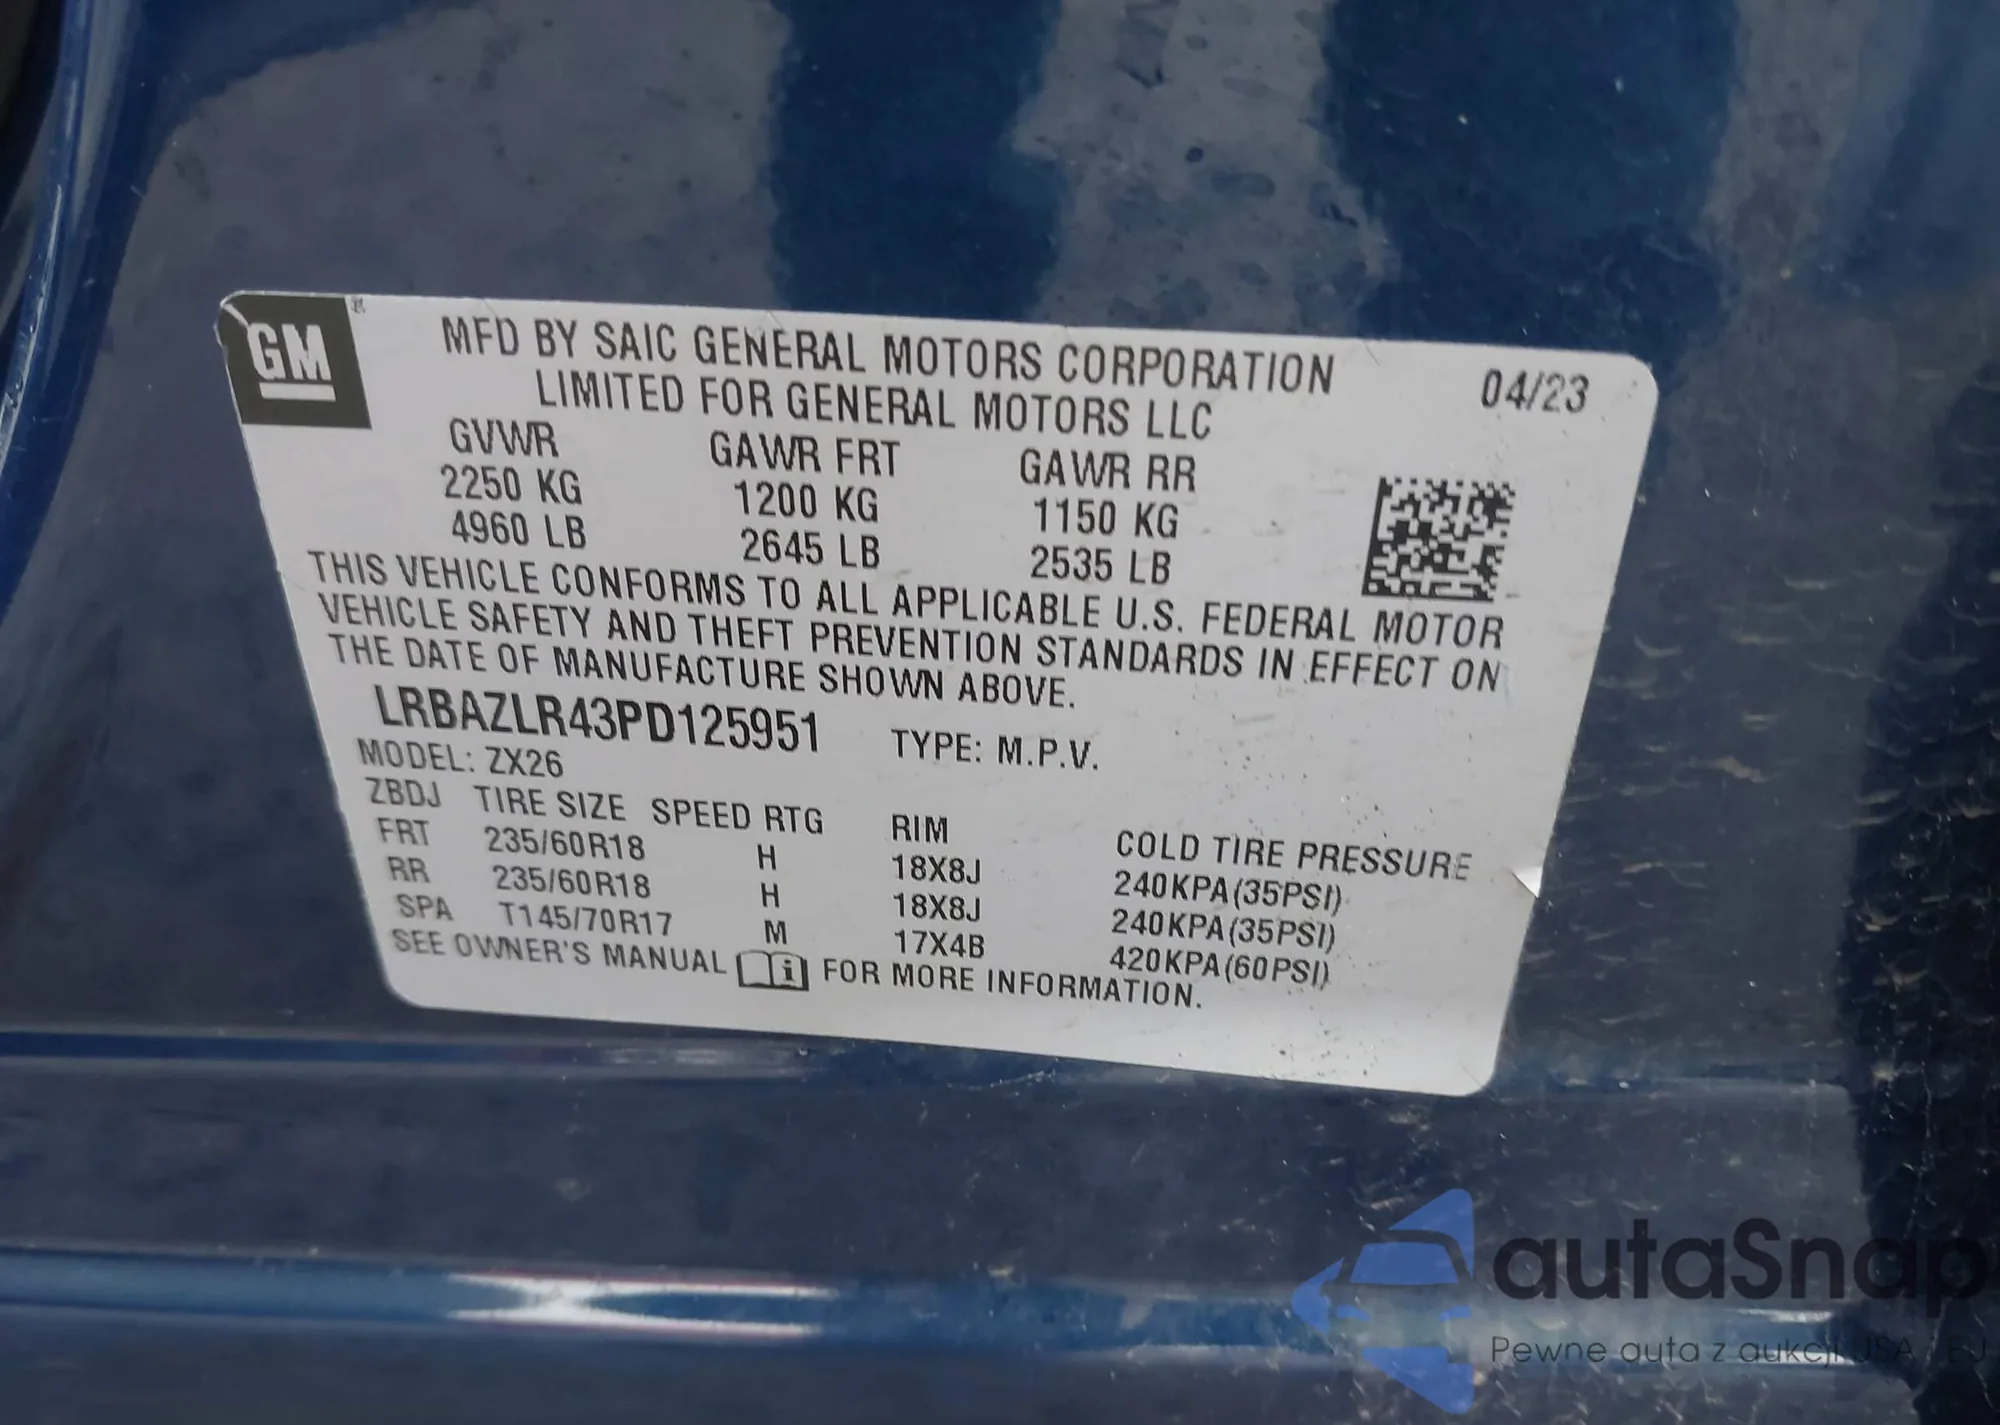 GM
MFD BY SAIC GENERAL MOTORS CORPORATION
LIMITED FOR GENERAL MOTORS LLC
04/23
GVWR GAWR FRT GAWR RR
2250 KG 1200 KG 1150 KG
4960 LB 2645 LB 2535 LB
THIS VEHICLE CONFORMS TO ALL APPLICABLE U.S. FEDERAL MOTOR
VEHICLE SAFETY AND THEFT PREVENTION STANDARDS IN EFFECT ON
THE DATE OF MANUFACTURE SHOWN ABOVE.
LRBAZLR43PD125951 TYPE: M.P.V.
MODEL: ZX26
ZBDJ TIRE SIZE SPEED RTG RIM COLD TIRE PRESSURE
FRT 235/60R18 H 18X8J 240KPA(35PSI)
RR 235/60R18 H 18X8J 240KPA(35PSI)
SPA T145/70R17 M 17X4B 420KPA(60PSI)
SEE OWNER'S MANUAL FOR MORE INFORMATION.
autaSnap
Pewne auta z aukcji USA